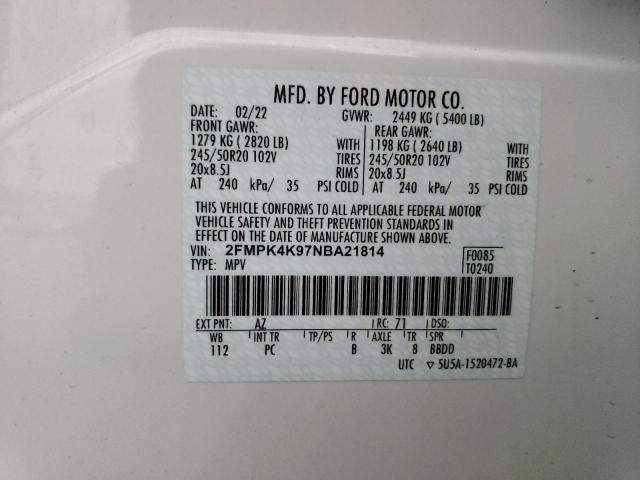 MFD. BY FORD MOTOR CO.
DATE: 02/22 GVWR: 2449 KG ( 5400 LB)
FRONT GAWR: REAR GAWR:
1279 KG ( 2820 LB) WITH 1198 KG ( 2640 LB) WITH
245/50R20 102V TIRES 245/50R20 102V TIRES
20x8.5J RIMS 20x8.5J RIMS
AT 240 kPa/ 35 PSI COLD AT 240 kPa/ 35 PSI COLD
THIS VEHICLE CONFORMS TO ALL APPLICABLE FEDERAL MOTOR
VEHICLE SAFETY AND THEFT PREVENTION STANDARDS IN
EFFECT ON THE DATE OF MANUFACTURE SHOWN ABOVE.
VIN: 2FMPK4K97NBA21814 F0085
TYPE: MPV T0240
EXT PNT: AZ RC: 71 DSO:
WB INT TR TP/PS R AXLE TR SPR
112 PC B 3K 8 BBDD
UTC ▽ 5U5A-1520472-BA